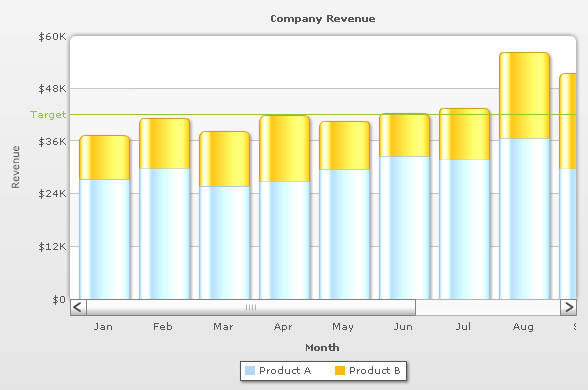 Company Revenue
$60K
$48K
Target
$36K
Revenue
$24K
$12K
$0
Jan Feb Mar Apr May Jun Jul Aug
Month
Product A Product B